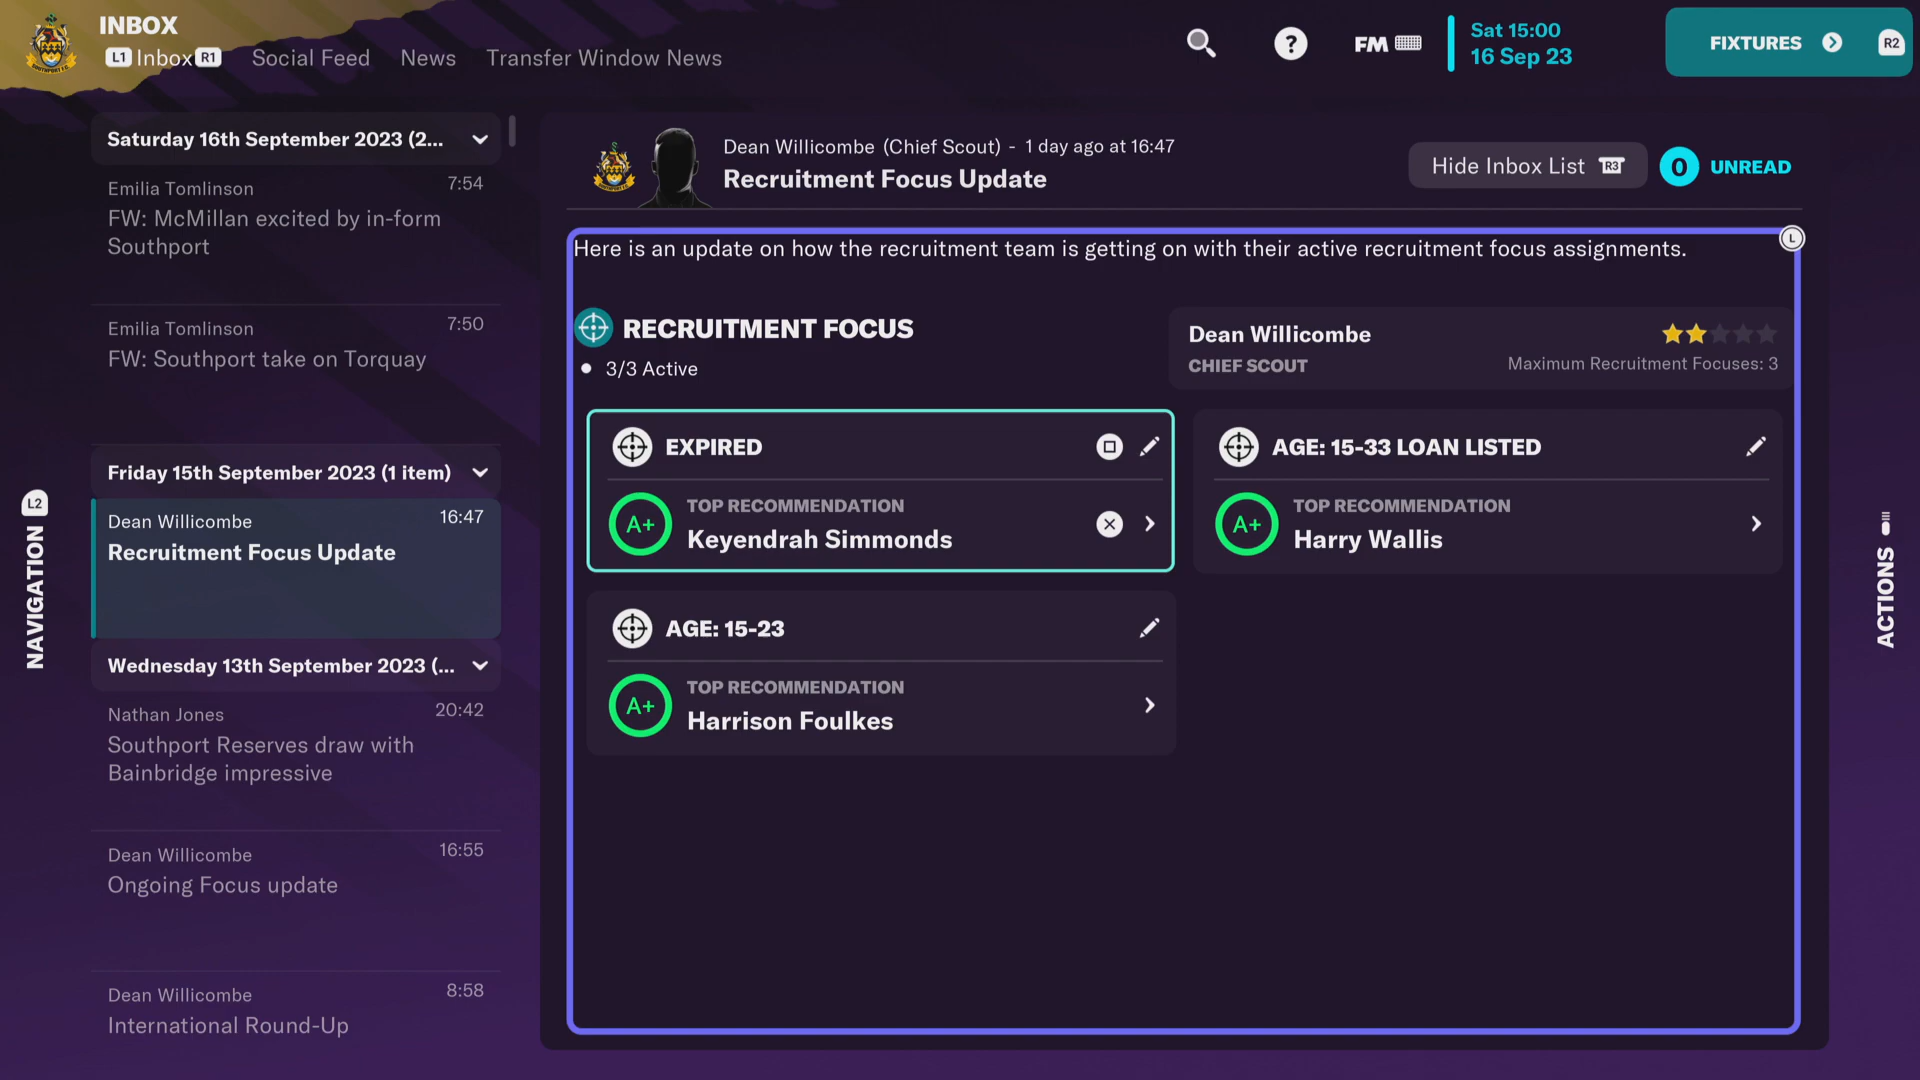 INBOX
L1 Inbox R1 Social Feed News Transfer Window News
FM
Sat 15:00
16 Sep 23
FIXTURES
R2
Saturday 16th September 2023 (2...
Emilia Tomlinson 7:54
FW: McMillan excited by in-form
Southport
Emilia Tomlinson 7:50
FW: Southport take on Torquay
Friday 15th September 2023 (1 item)
Dean Willicombe 16:47
Recruitment Focus Update
Wednesday 13th September 2023 (...
Nathan Jones 20:42
Southport Reserves draw with
Bainbridge impressive
Dean Willicombe 16:55
Ongoing Focus update
Dean Willicombe 8:58
International Round-Up
L2
NAVIGATION
Dean Willicombe (Chief Scout) - 1 day ago at 16:47
Recruitment Focus Update
Hide Inbox List R3
0 UNREAD
L
Here is an update on how the recruitment team is getting on with their active recruitment focus assignments.
RECRUITMENT FOCUS
3/3 Active
Dean Willicombe
CHIEF SCOUT
Maximum Recruitment Focuses: 3
EXPIRED
A+
TOP RECOMMENDATION
Keyendrah Simmonds
AGE: 15-33 LOAN LISTED
A+
TOP RECOMMENDATION
Harry Wallis
AGE: 15-23
A+
TOP RECOMMENDATION
Harrison Foulkes
ACTIONS